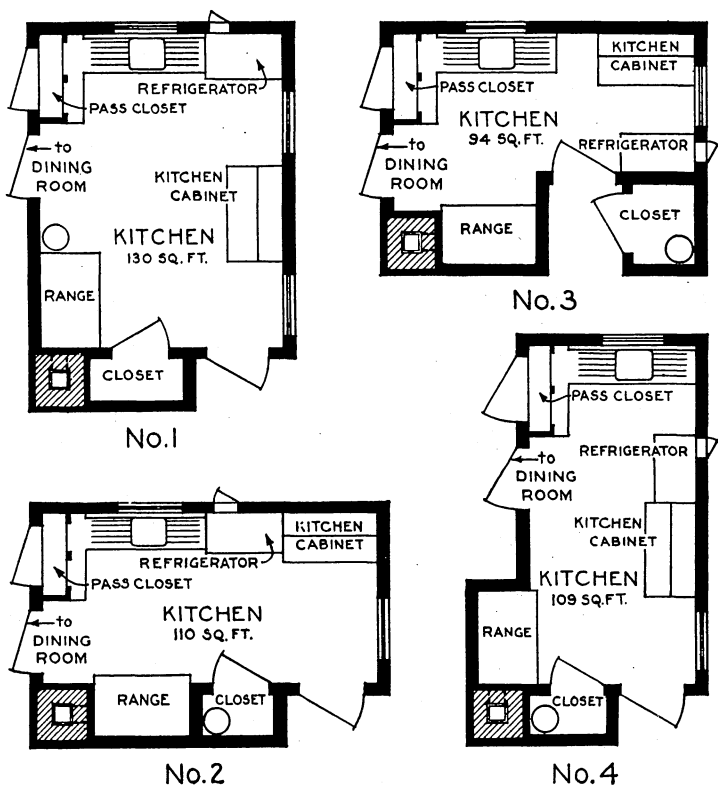 REFRIGERATOR
PASS CLOSET
to
DINING
ROOM
KITCHEN
CABINET
KITCHEN
130 SQ. FT.
RANGE
CLOSET
No.1
KITCHEN
CABINET
PASS CLOSET
KITCHEN
94 SQ. FT.
REFRIGERATOR
to
DINING
ROOM
CLOSET
RANGE
No.3
KITCHEN
CABINET
REFRIGERATOR
PASS CLOSET
KITCHEN
110 SQ. FT.
to
DINING
ROOM
RANGE
CLOSET
No.2
PASS CLOSET
REFRIGERATOR
to
DINING
ROOM
KITCHEN
CABINET
KITCHEN
109 SQ.FT.
RANGE
CLOSET
No.4